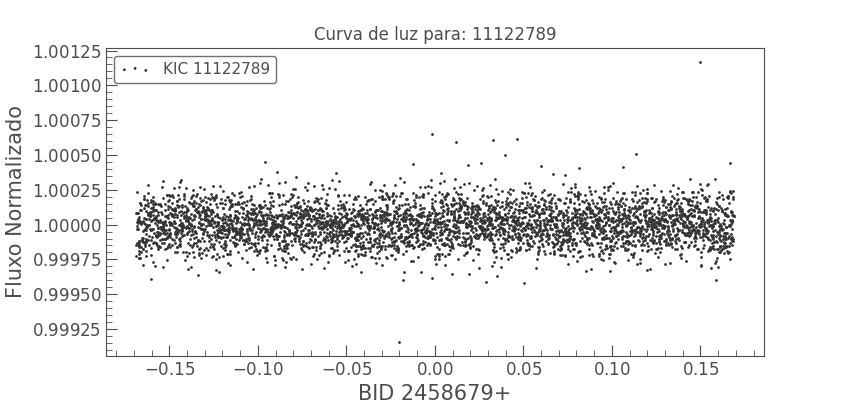 Curva de luz para: 11122789
KIC 11122789
Fluxo Normalizado
1.00125
1.00100
1.00075
1.00050
1.00025
1.00000
0.99975
0.99950
0.99925
−0.15 −0.10 −0.05 0.00 0.05 0.10 0.15
BID 2458679+